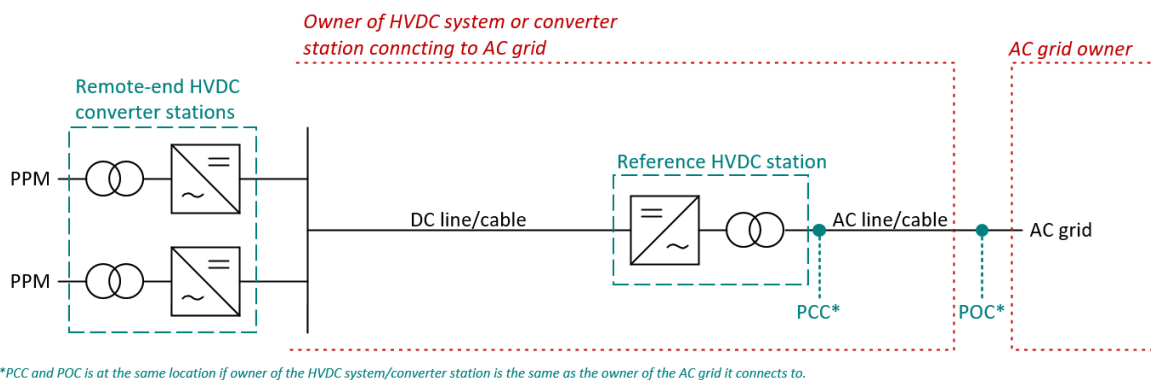 Owner of HVDC system or converter
station conncting to AC grid
AC grid owner
Remote-end HVDC
converter stations
PPM
Reference HVDC station
DC line/cable
AC line/cable
AC grid
PPM
PCC*
POC*
*PCC and POC is at the same location if owner of the HVDC system/converter station is the same as the owner of the AC grid it connects to.